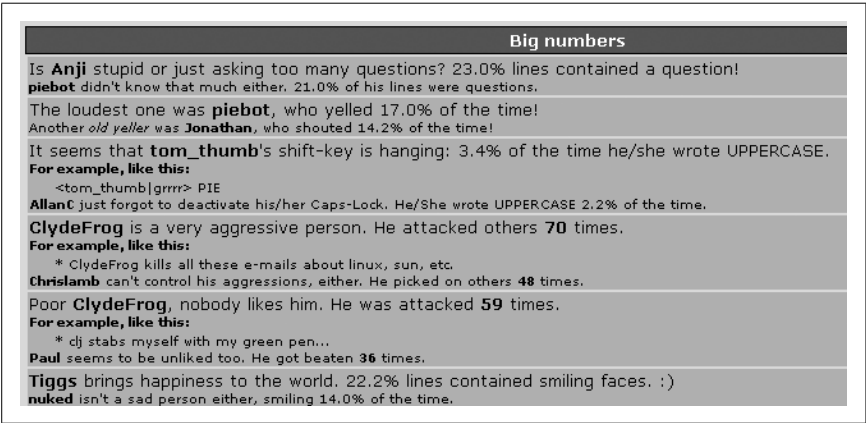 Big numbers
Is Anji stupid or just asking too many questions? 23.0% lines contained a question!
piebot didn't know that much either. 21.0% of his lines were questions.
The loudest one was piebot, who yelled 17.0% of the time!
Another old yeller was Jonathan, who shouted 14.2% of the time!
It seems that tom_thumb's shift-key is hanging: 3.4% of the time he/she wrote UPPERCASE.
For example, like this:
<tom_thumb|grrrr> PIE
AllanC just forgot to deactivate his/her Caps-Lock. He/She wrote UPPERCASE 2.2% of the time.
ClydeFrog is a very aggressive person. He attacked others 70 times.
For example, like this:
* ClydeFrog kills all these e-mails about linux, sun, etc.
Chrislamb can't control his aggressions, either. He picked on others 48 times.
Poor ClydeFrog, nobody likes him. He was attacked 59 times.
For example, like this:
* clj stabs myself with my green pen...
Paul seems to be unliked too. He got beaten 36 times.
Tiggs brings happiness to the world. 22.2% lines contained smiling faces. :)
nuked isn't a sad person either, smiling 14.0% of the time.